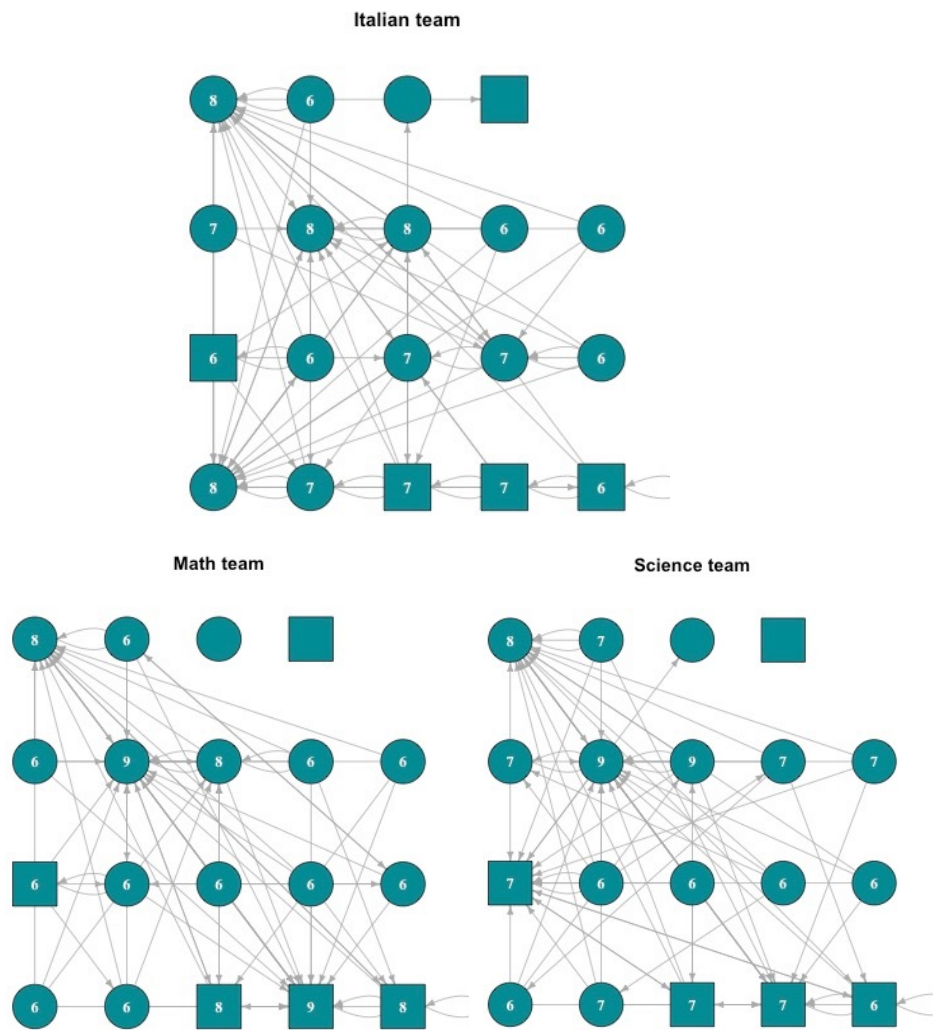 Italian team
8 6
7 8 8 6 6
6 6 7 7 6
8 7 7 7 6
Math team
8 6
6 9 8 6 6
6 6 6 6 6
6 6 8 9 8
Science team
8 7
7 9 9 7 7
7 6 6 6 6
6 7 7 7 6